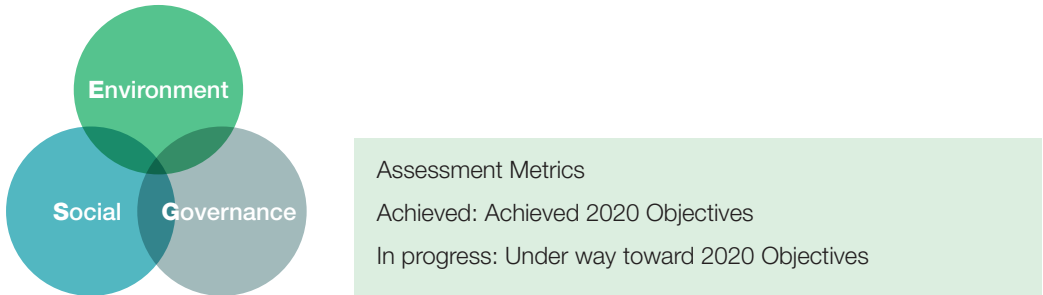 Environment
Social
Governance
Assessment Metrics
Achieved: Achieved 2020 Objectives
In progress: Under way toward 2020 Objectives